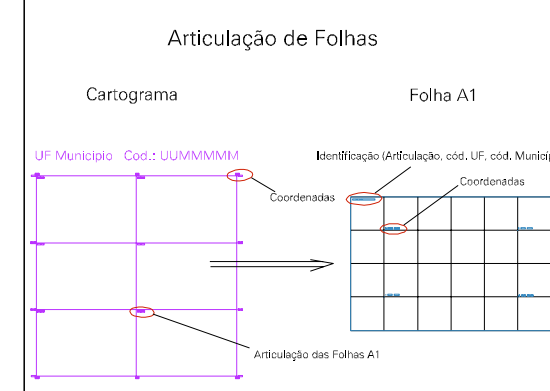 Articulação de Folhas
Cartograma
Folha A1
UF Municipio Cod.: UUMMMMM
Identificação (Articulação, cód. UF, cód. Municíp
Coordenadas
Coordenadas
Articulação das Folhas A1